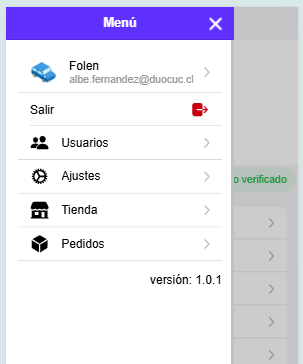 Menú
Folen
albe.fernandez@duocuc.cl
Salir
Usuarios
Ajustes
Tienda
Pedidos
versión: 1.0.1
o verificado